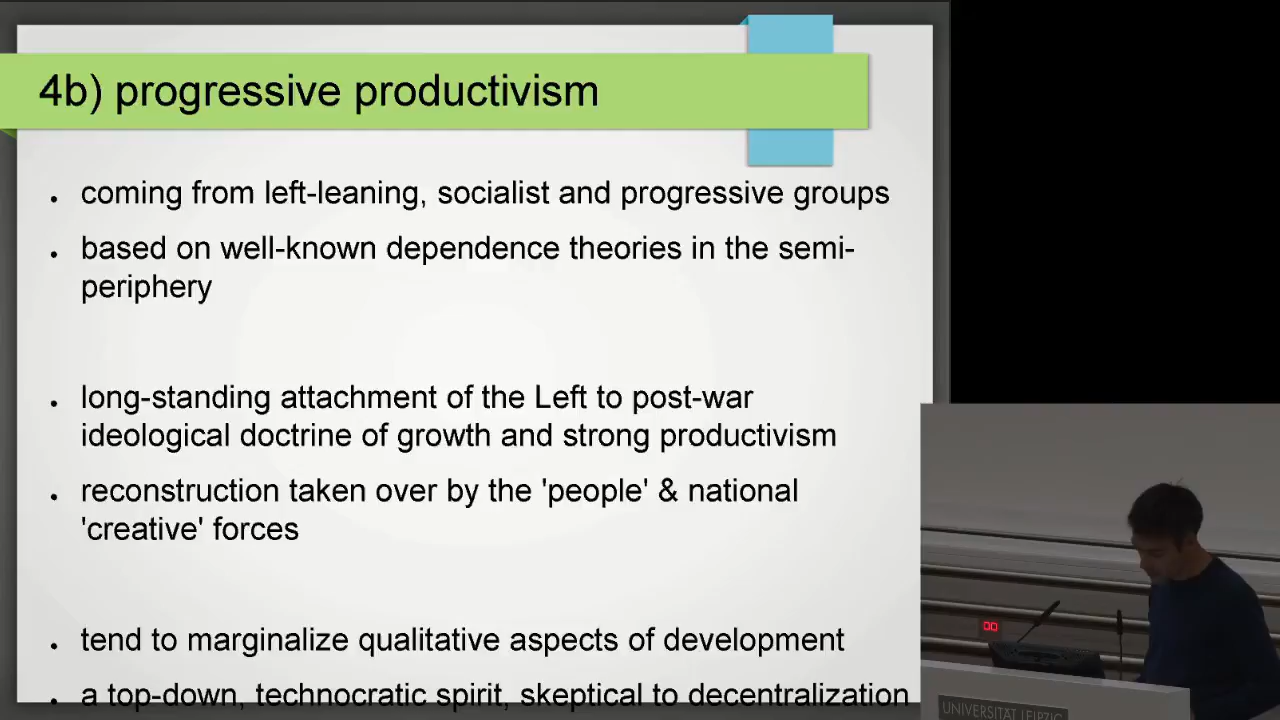 4b) progressive productivism
• coming from left-leaning, socialist and progressive groups
• based on well-known dependence theories in the semi-
periphery
• long-standing attachment of the Left to post-war
ideological doctrine of growth and strong productivism
• reconstruction taken over by the 'people' & national
'creative' forces
• tend to marginalize qualitative aspects of development
• a top-down, technocratic spirit, skeptical to decentralization
00
UNIVERSITÄT LEIPZIG